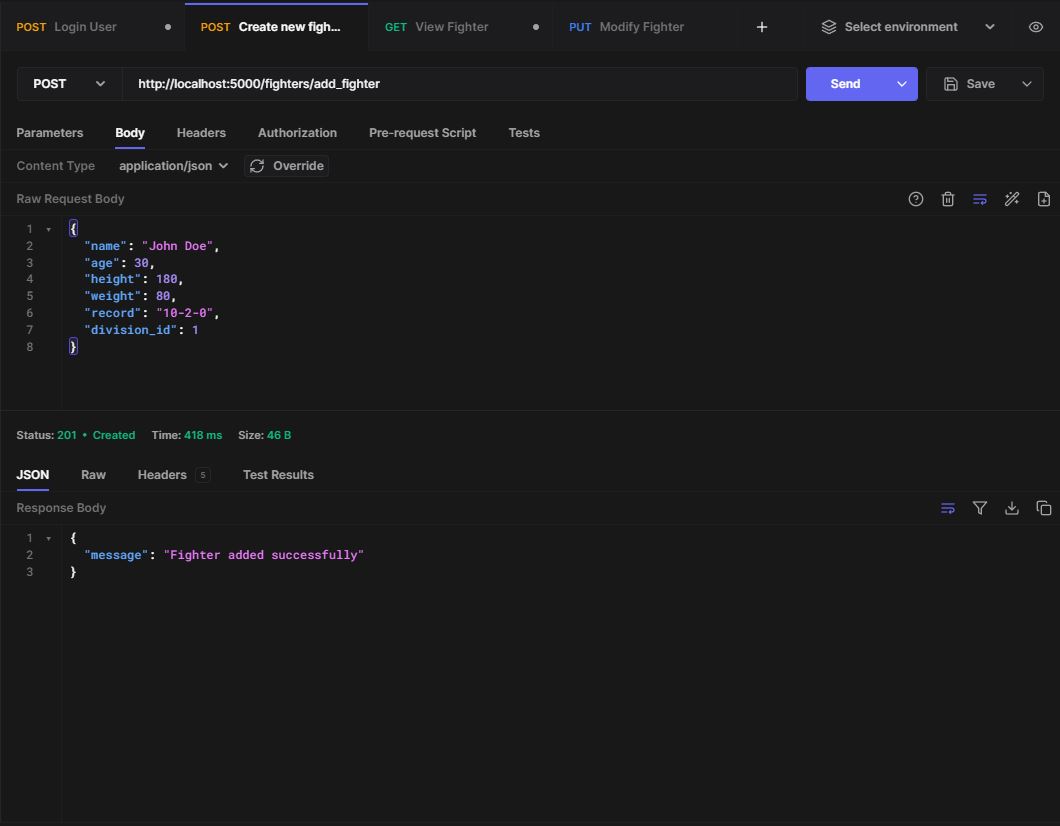 POST Login User POST Create new figh... GET View Fighter PUT Modify Fighter Select environment
POST http://localhost:5000/fighters/add_fighter Send Save
Parameters Body Headers Authorization Pre-request Script Tests
Content Type application/json Override
Raw Request Body
1 {
2 "name": "John Doe",
3 "age": 30,
4 "height": 180,
5 "weight": 80,
6 "record": "10-2-0",
7 "division_id": 1
8 }
Status: 201 • Created Time: 418 ms Size: 46 B
JSON Raw Headers 5 Test Results
Response Body
1 {
2 "message": "Fighter added successfully"
3 }